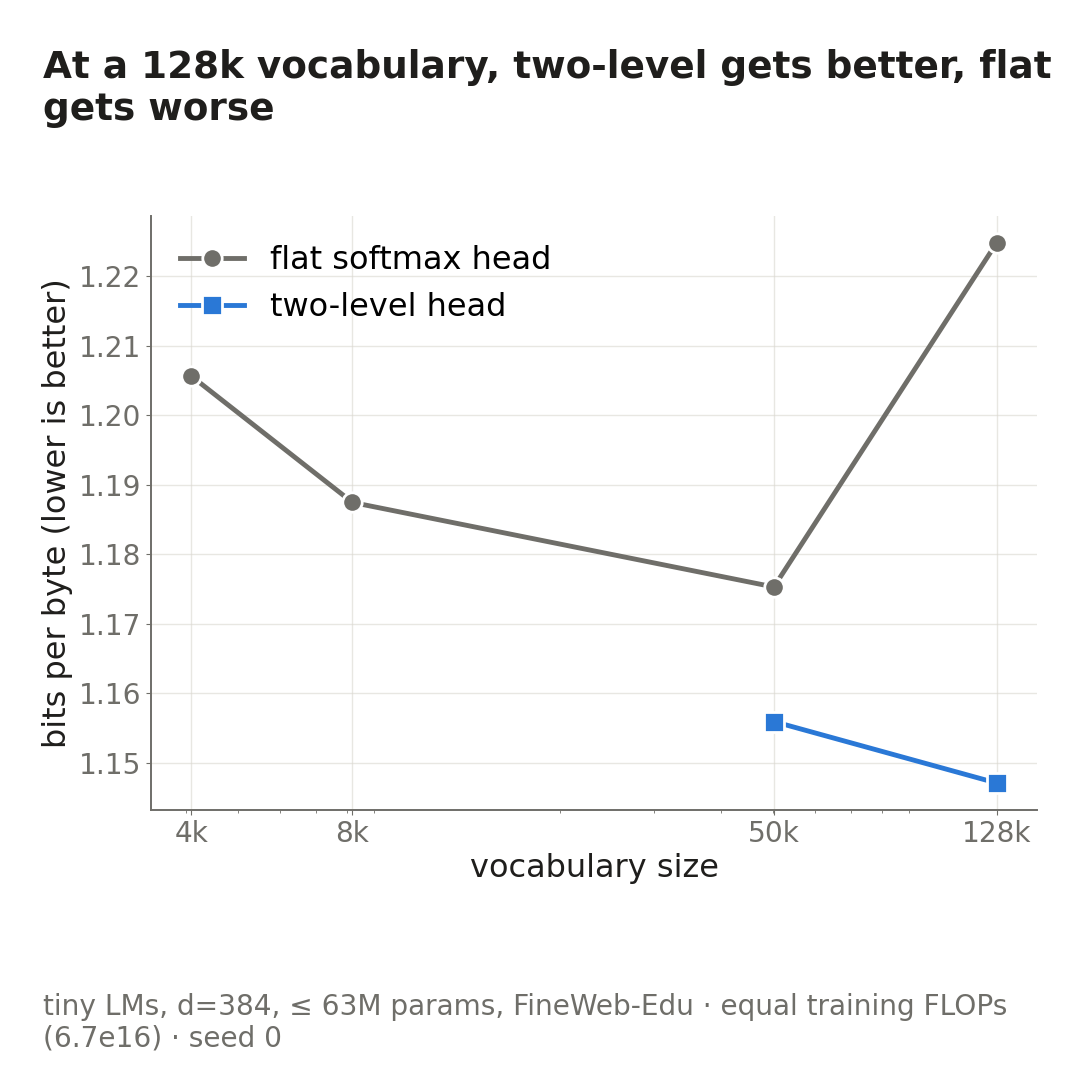 At a 128k vocabulary, two-level gets better, flat
gets worse
flat softmax head
two-level head
bits per byte (lower is better)
1.22
1.21
1.20
1.19
1.18
1.17
1.16
1.15
4k
8k
50k
128k
vocabulary size
tiny LMs, d=384, ≤ 63M params, FineWeb-Edu · equal training FLOPs
(6.7e16) · seed 0